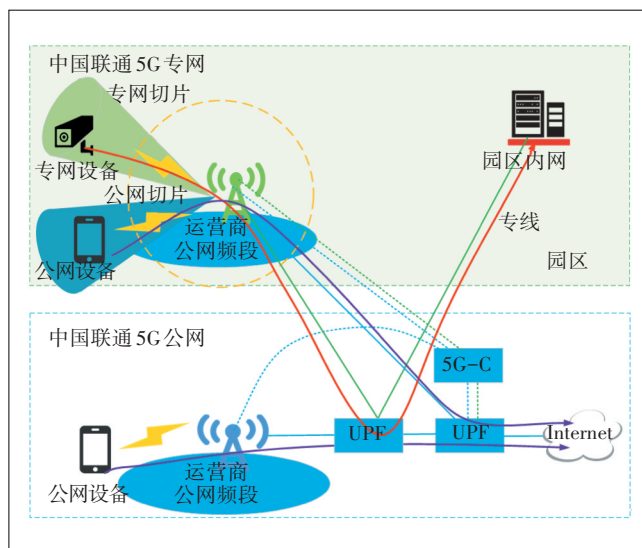 中国联通5G专网
专网切片
专网设备
公网切片
公网设备
运营商
公网频段
园区内网
专线
园区
中国联通5G公网
5G-C
UPF
UPF
Internet
公网设备
运营商
公网频段